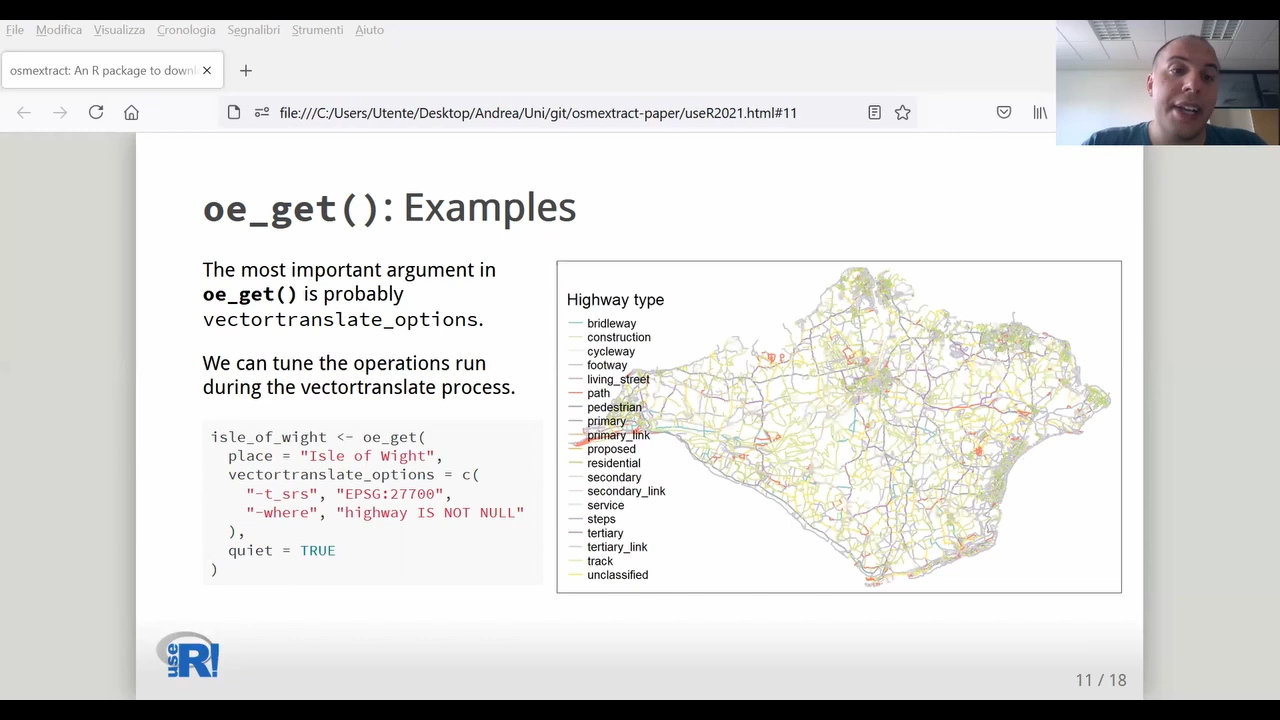 File Modifica Visualizza Cronologia Segnalibri Strumenti Aiuto
osmextract: An R package to downl
file:///C:/Users/Utente/Desktop/Andrea/Uni/git/osmextract-paper/useR2021.html#11
oe_get(): Examples
The most important argument in
oe_get() is probably
vectortranslate_options.
We can tune the operations run
during the vectortranslate process.
isle_of_wight <- oe_get(
place = "Isle of Wight",
vectortranslate_options = c(
"-t_srs", "EPSG:27700",
"-where", "highway IS NOT NULL"
),
quiet = TRUE
)
Highway type
bridleway
construction
cycleway
footway
living_street
path
pedestrian
primary
primary_link
proposed
residential
secondary
secondary_link
service
steps
tertiary
tertiary_link
track
unclassified
use R!
11 / 18